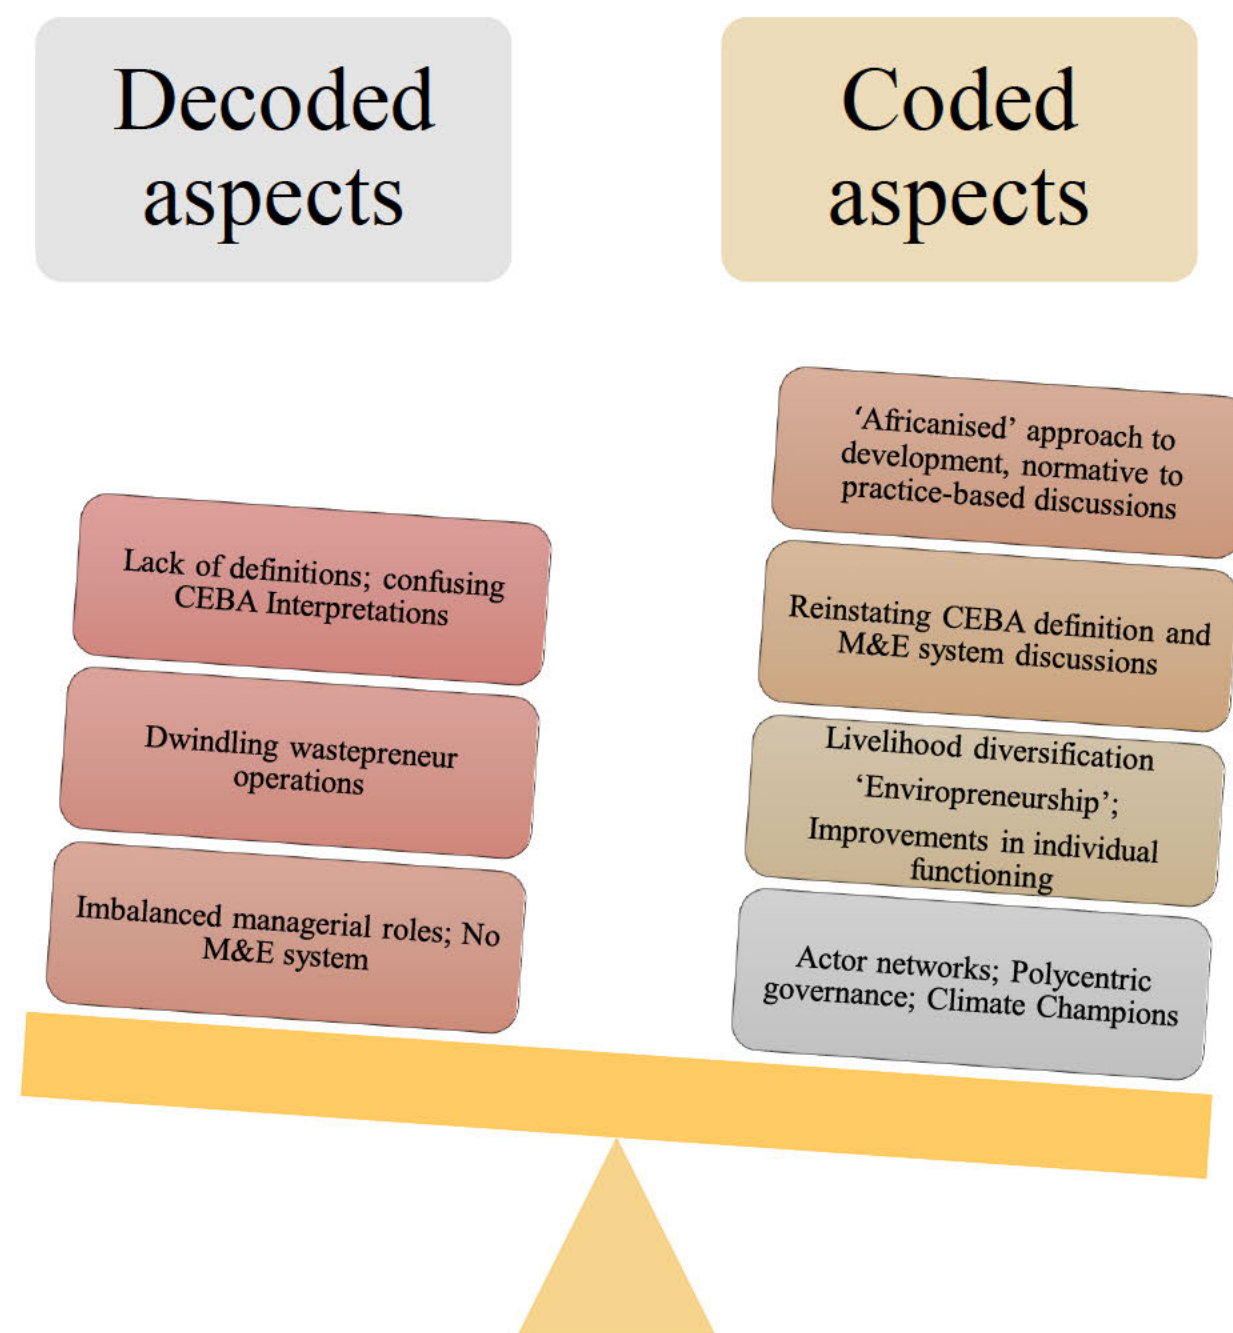 Decoded
aspects
Coded
aspects
Lack of definitions; confusing
CEBA Interpretations
Dwindling wastepreneur
operations
Imbalanced managerial roles; No
M&E system
‘Africanised’ approach to
development, normative to
practice-based discussions
Reinstating CEBA definition and
M&E system discussions
Livelihood diversification
‘Enviropreneurship’;
Improvements in individual
functioning
Actor networks; Polycentric
governance; Climate Champions